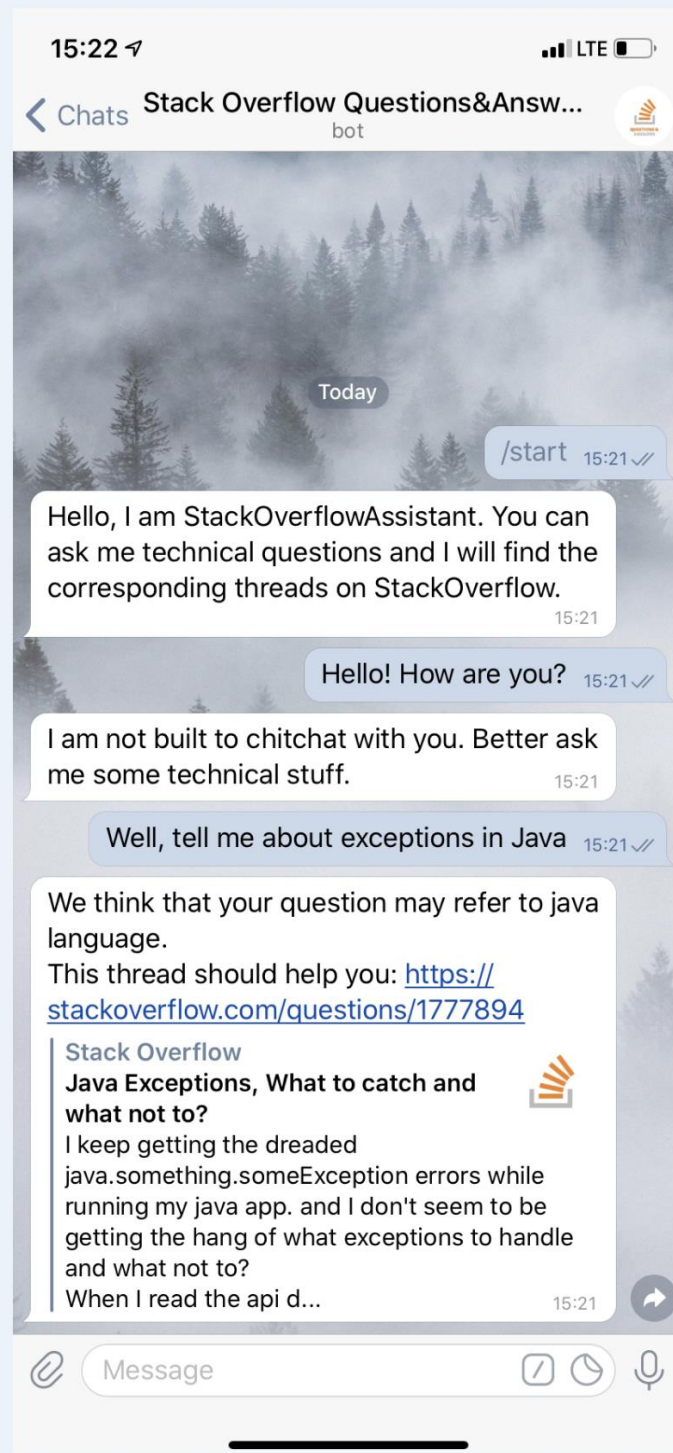 15:22
LTE
Chats
Stack Overflow Questions&Answ...
bot
Today
/start 15:21
Hello, I am StackOverflowAssistant. You can
ask me technical questions and I will find the
corresponding threads on StackOverflow.
15:21
Hello! How are you? 15:21
I am not built to chitchat with you. Better ask
me some technical stuff. 15:21
Well, tell me about exceptions in Java 15:21
We think that your question may refer to java
language.
This thread should help you: https://
stackoverflow.com/questions/1777894
Stack Overflow
Java Exceptions, What to catch and
what not to?
I keep getting the dreaded
java.something.someException errors while
running my java app. and I don't seem to be
getting the hang of what exceptions to handle
and what not to?
When I read the api d... 15:21
Message